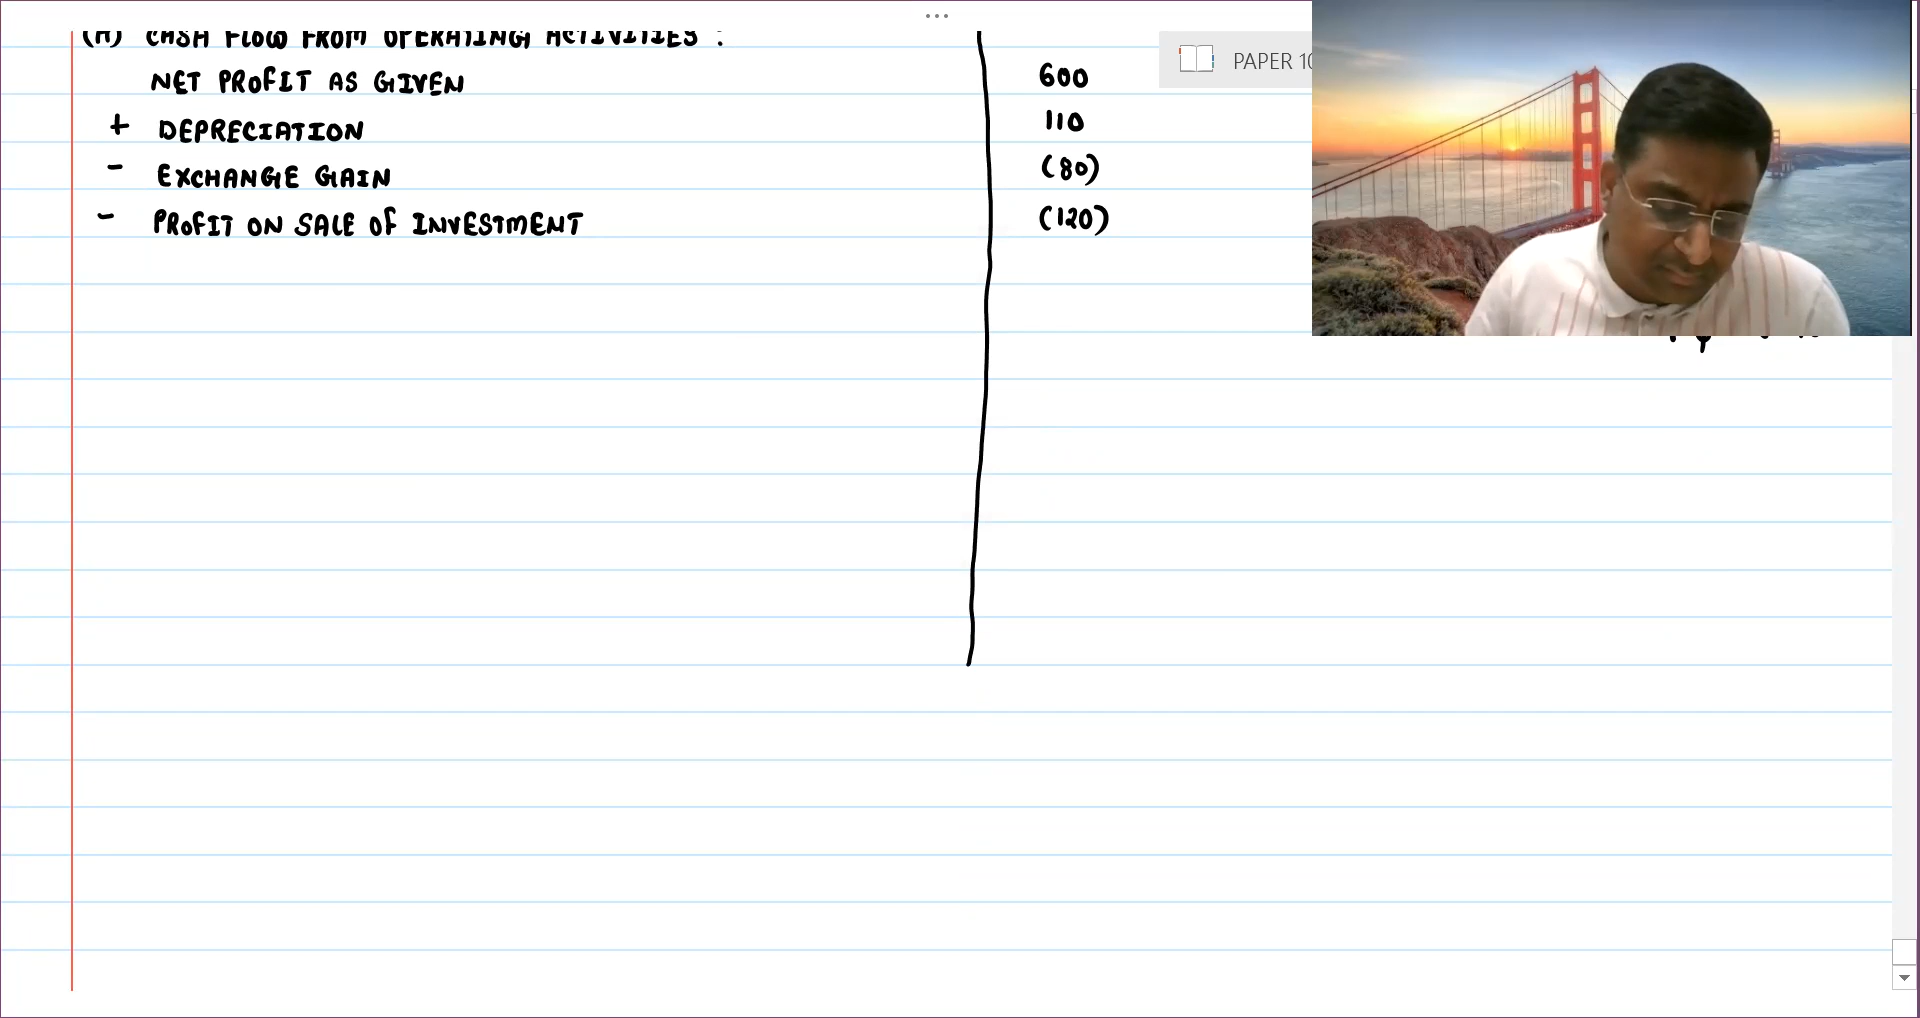 (A) CASH FLOW FROM OPERATING ACTIVITIES :
NET PROFIT AS GIVEN 600
+ DEPRECIATION 110
- EXCHANGE GAIN (80)
- PROFIT ON SALE OF INVESTMENT (120)
PAPER 10